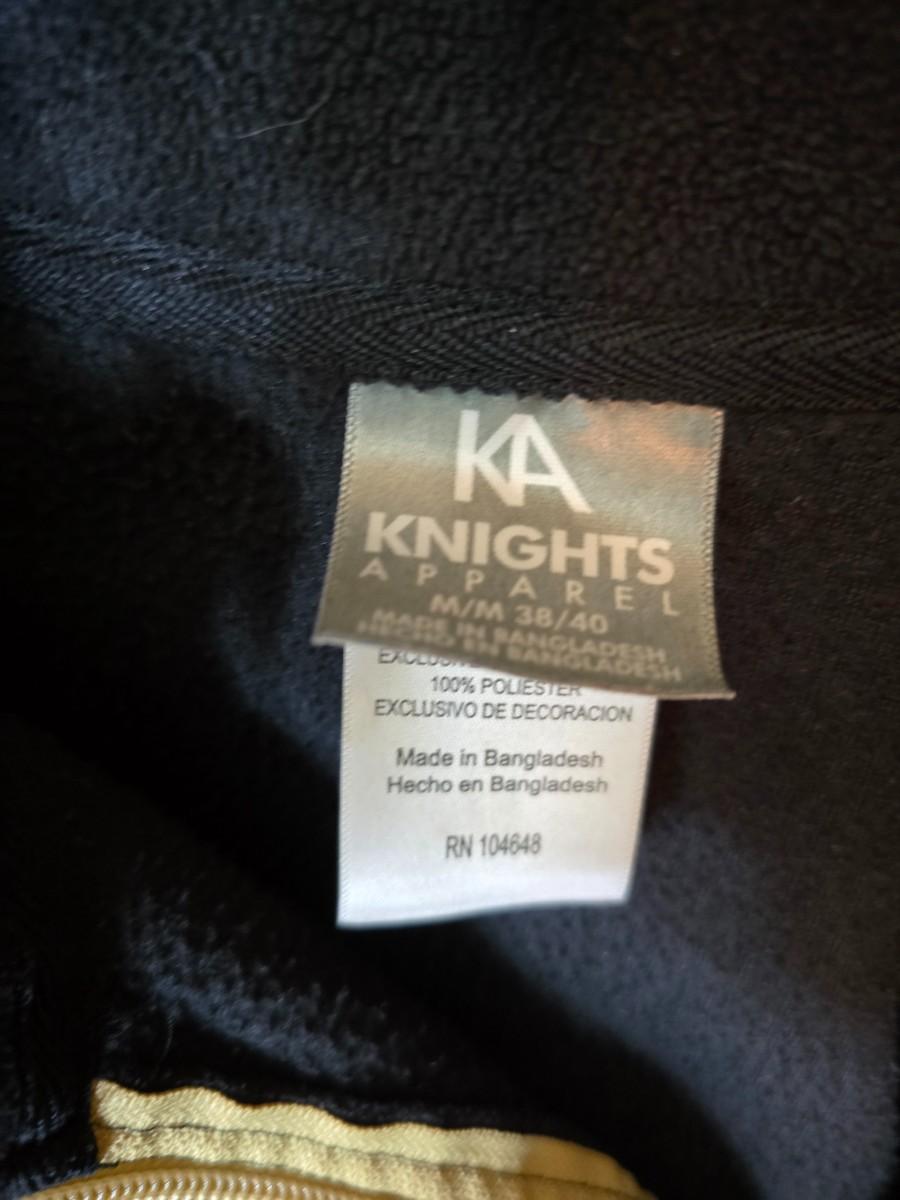 KA
KNIGHTS
APPAREL
M/M 38/40
MADE IN BANGLADESH
HECHO EN BANGLADESH
100% POLIESTER
EXCLUSIVO DE DECORACION
Made in Bangladesh
Hecho en Bangladesh
RN 104648